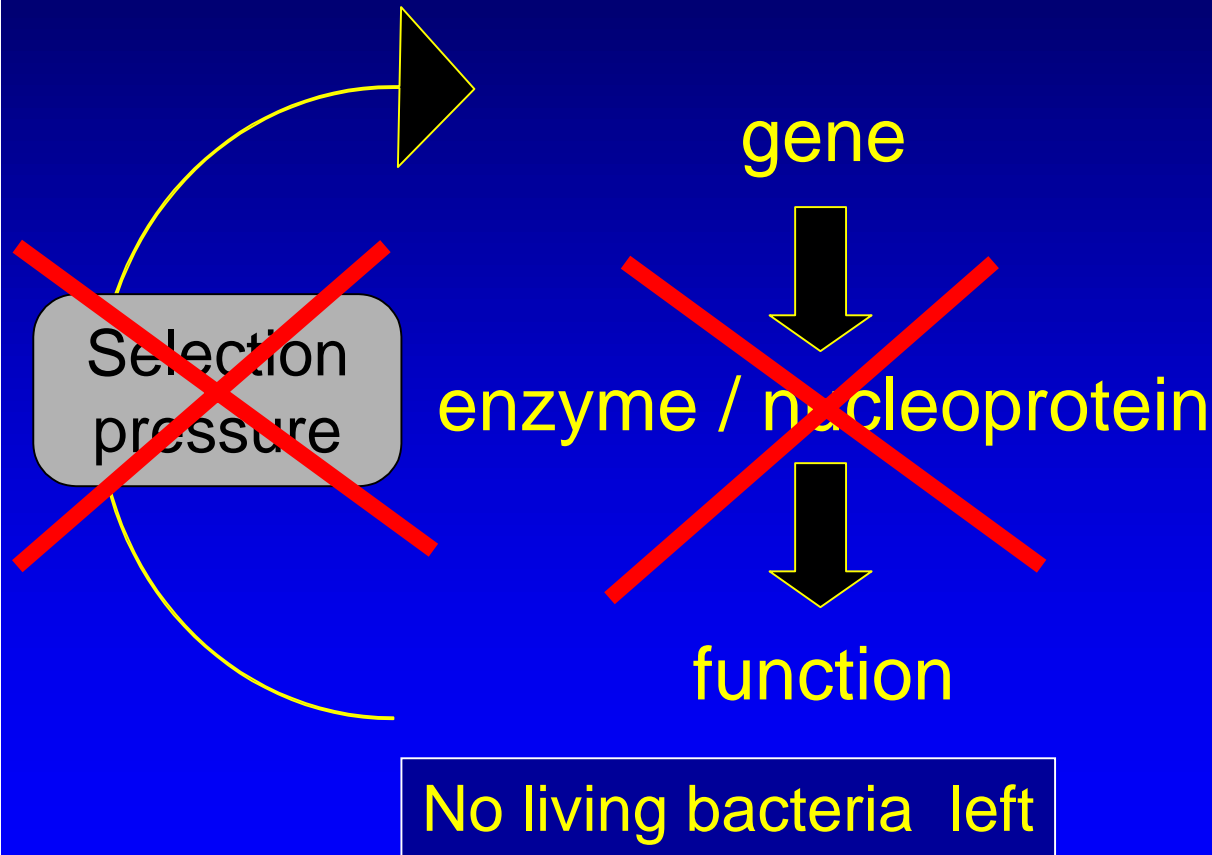 gene
Selection
pressure
enzyme / nucleoprotein
function
No living bacteria left